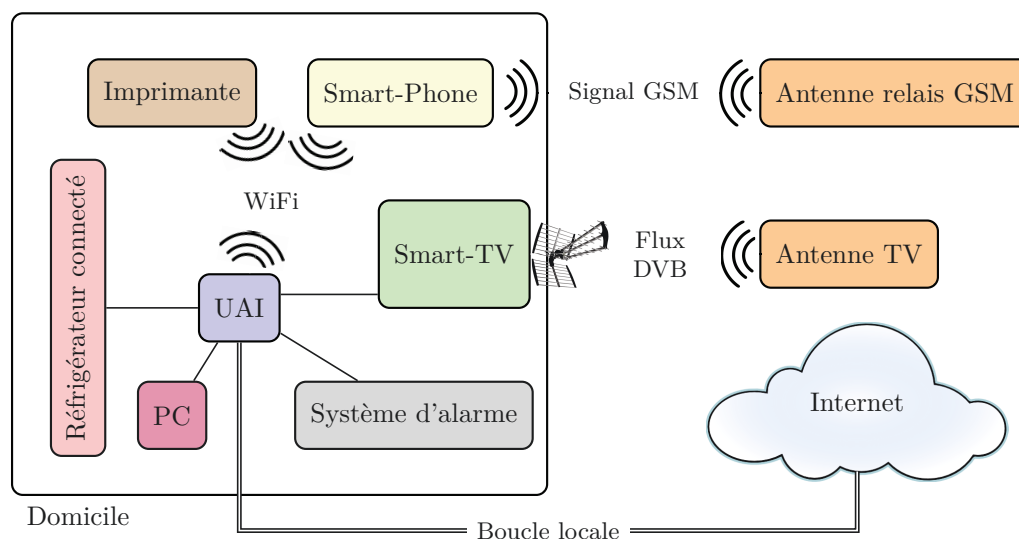 Imprimante
Smart-Phone
Signal GSM
Antenne relais GSM
Réfrigérateur connecté
WiFi
Smart-TV
Flux
DVB
Antenne TV
UAI
PC
Système d'alarme
Internet
Domicile
Boucle locale